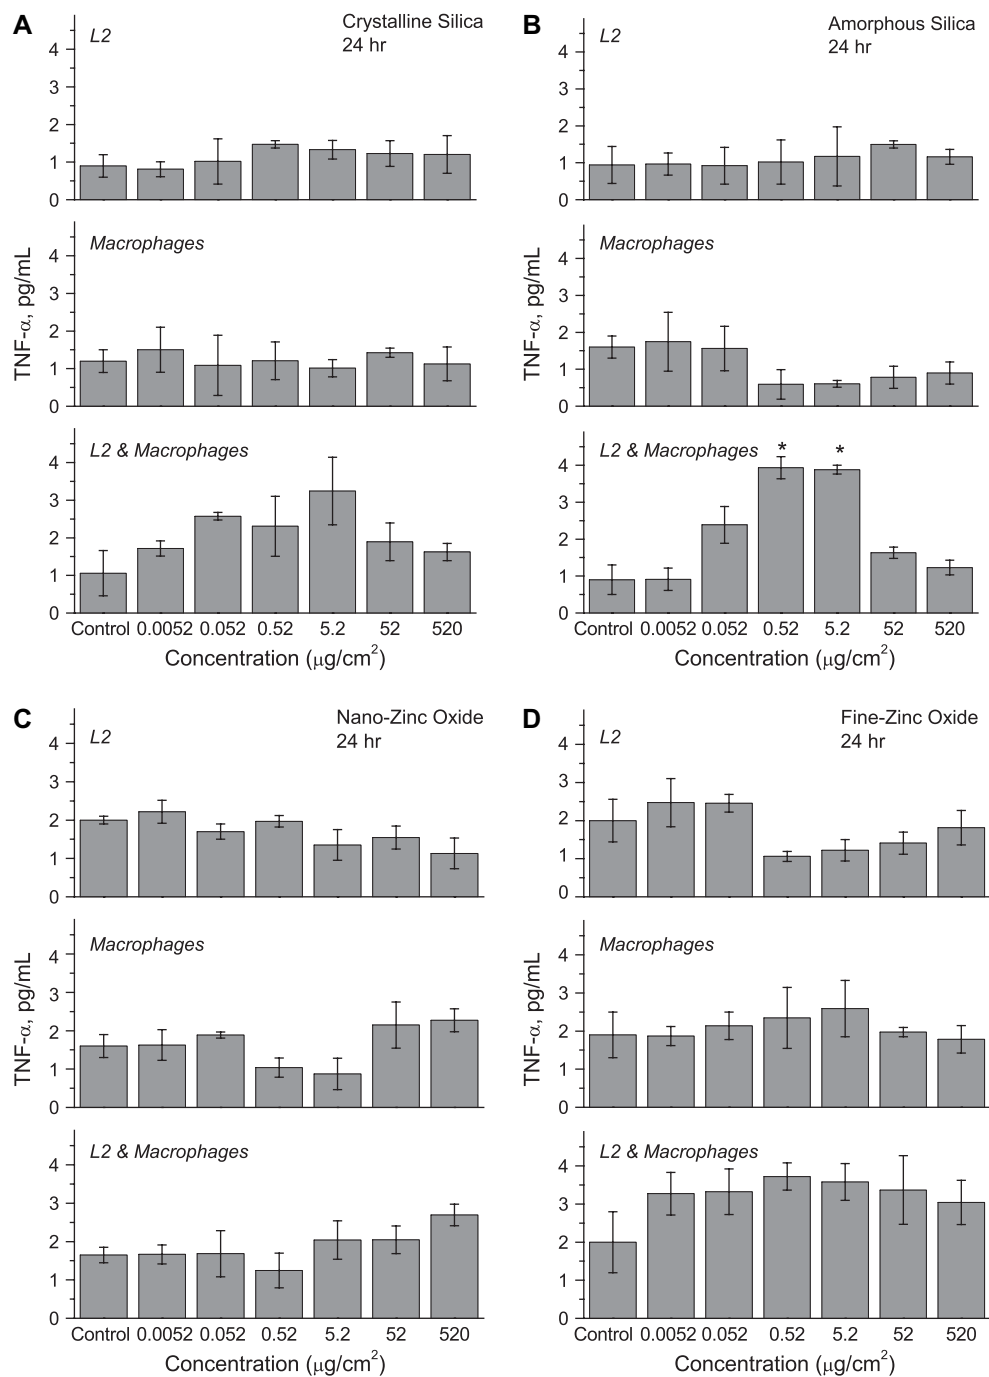 A
Crystalline Silica
24 hr
L2
4
3
2
1
0
Macrophages
4
3
2
1
0
TNF-α, pg/mL
L2 & Macrophages
4
3
2
1
0
Control 0.0052 0.052 0.52 5.2 52 520
Concentration (μg/cm²)
B
Amorphous Silica
24 hr
L2
4
3
2
1
0
Macrophages
4
3
2
1
0
TNF-α, pg/mL
L2 & Macrophages
* *
4
3
2
1
0
Control 0.0052 0.052 0.52 5.2 52 520
Concentration (μg/cm²)
C
Nano-Zinc Oxide
24 hr
L2
4
3
2
1
0
Macrophages
4
3
2
1
0
TNF-α, pg/mL
L2 & Macrophages
4
3
2
1
0
Control 0.0052 0.052 0.52 5.2 52 520
Concentration (μg/cm²)
D
Fine-Zinc Oxide
24 hr
L2
4
3
2
1
0
Macrophages
4
3
2
1
0
TNF-α, pg/mL
L2 & Macrophages
4
3
2
1
0
Control 0.0052 0.052 0.52 5.2 52 520
Concentration (μg/cm²)